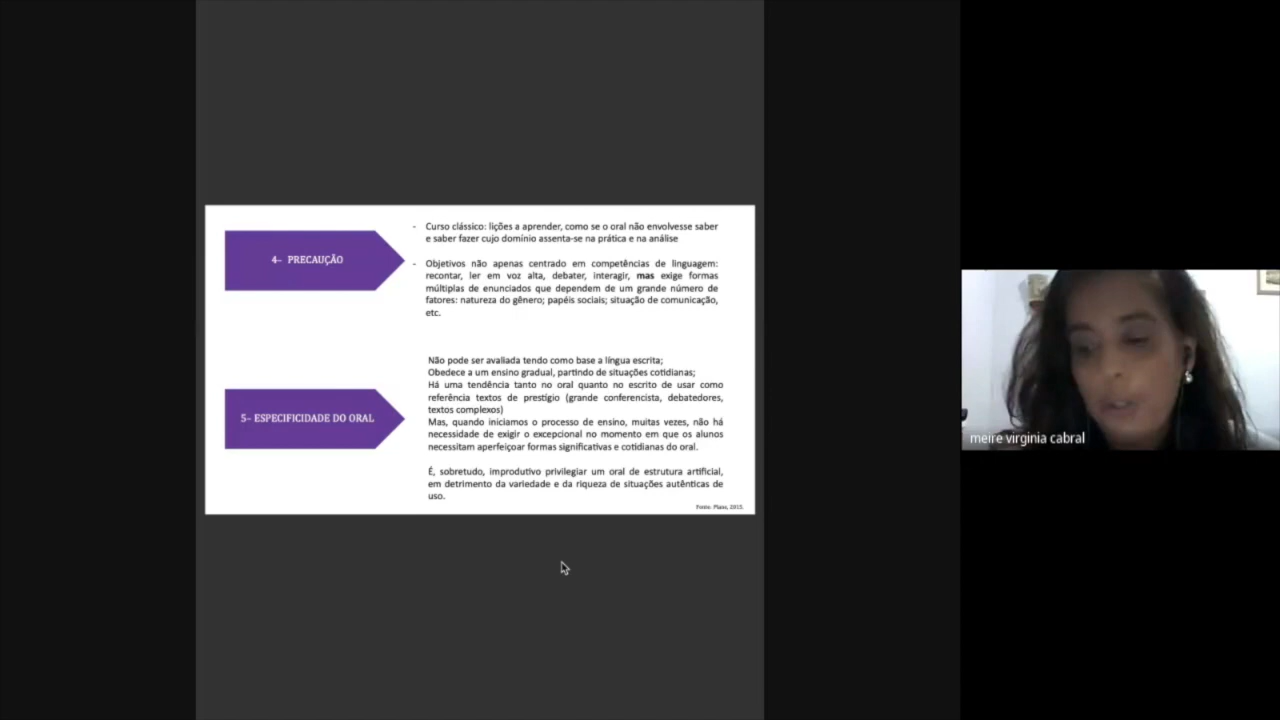 4- PRECAUÇÃO
- Curso clássico: lições a aprender, como se o oral não envolvesse saber
e saber fazer cujo domínio assenta-se na prática e na análise
- Objetivos não apenas centrado em competências de linguagem:
recontar, ler em voz alta, debater, interagir, mas exige formas
múltiplas de enunciados que dependem de um grande número de
fatores: natureza do gênero; papéis sociais; situação de comunicação,
etc.
5- ESPECIFICIDADE DO ORAL
Não pode ser avaliada tendo como base a língua escrita;
Obedece a um ensino gradual, partindo de situações cotidianas;
Há uma tendência tanto no oral quanto no escrito de usar como
referência textos de prestígio (grande conferencista, debatedores,
textos complexos)
Mas, quando iniciamos o processo de ensino, muitas vezes, não há
necessidade de exigir o excepcional no momento em que os alunos
necessitam aperfeiçoar formas significativas e cotidianas do oral.
É, sobretudo, improdutivo privilegiar um oral de estrutura artificial,
em detrimento da variedade e da riqueza de situações autênticas de
uso.
Fonte: 2015.
meire virginia cabral